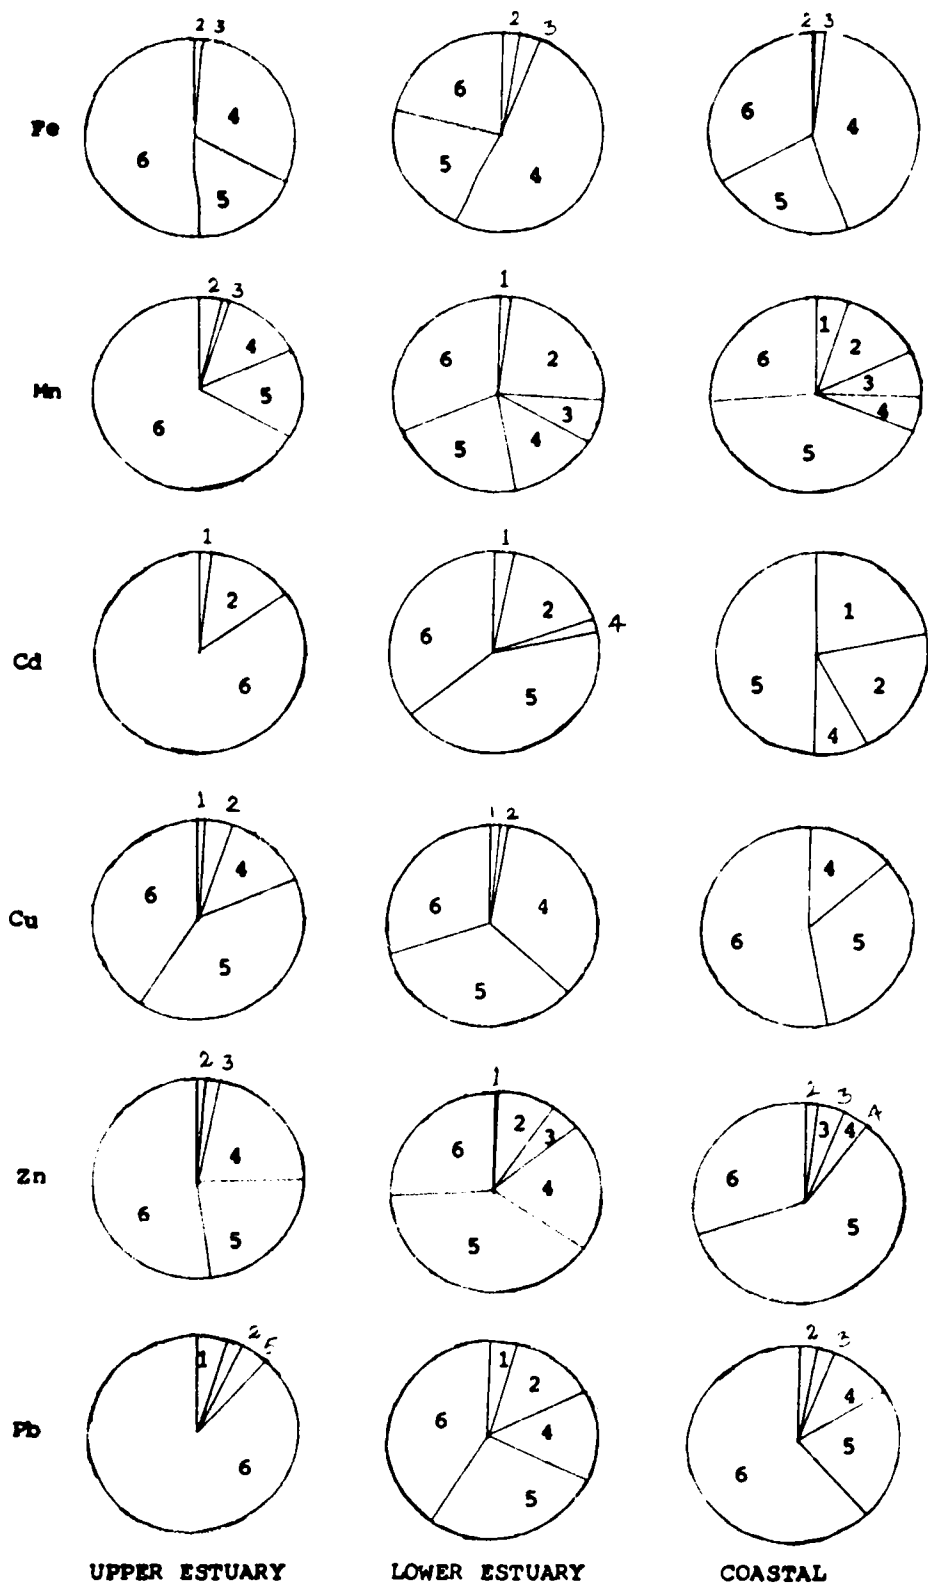 2 3 2 3 2 3
Fe 6 4 5 6 5 4 6 4 5
2 3 1
Mn 6 4 5 6 2 3 4 5 6 1 2 3 4 5
1 1
Cd 2 6 6 2 4 5 1 5 2 4
1 2 1 2
Cu 6 4 5 6 4 5 4 6 5
2 3 1 2 3 4
Zn 4 6 5 6 2 3 4 5 3 4 6 5
2 5 2 3
Pb 1 6 1 2 6 4 5 4 5 6
UPPER ESTUARY LOWER ESTUARY COASTAL